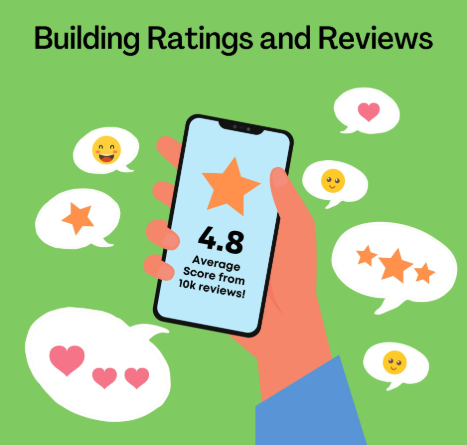 Building Ratings and Reviews
4.8
Average
Score from
10k reviews!